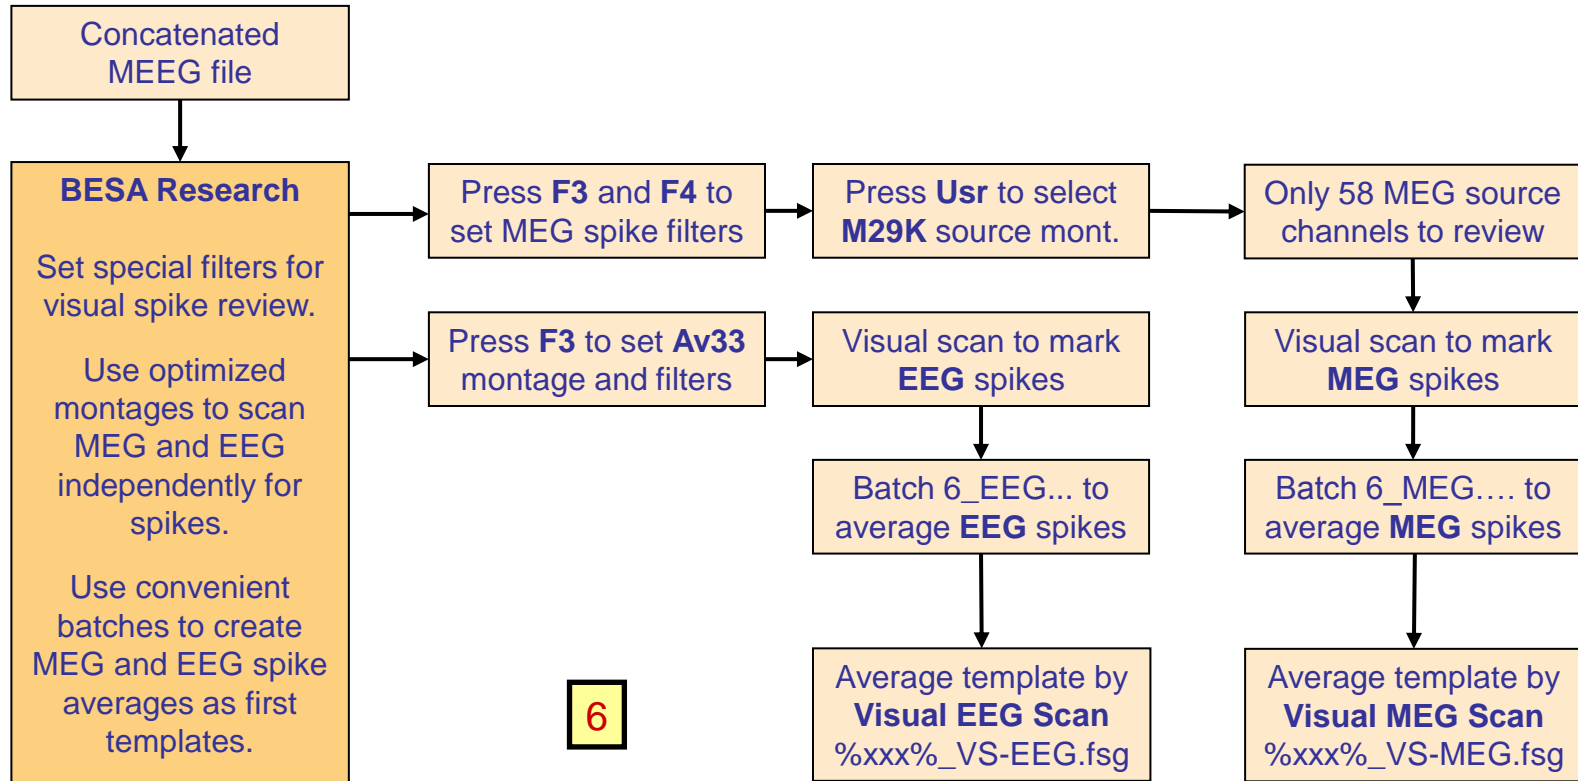 Concatenated
MEEG file
BESA Research
Set special filters for
visual spike review.
Use optimized
montages to scan
MEG and EEG
independently for
spikes.
Use convenient
batches to create
MEG and EEG spike
averages as first
templates.
Press F3 and F4 to
set MEG spike filters
Press Usr to select
M29K source mont.
Only 58 MEG source
channels to review
Press F3 to set Av33
montage and filters
Visual scan to mark
EEG spikes
Visual scan to mark
MEG spikes
Batch 6_EEG... to
average EEG spikes
Batch 6_MEG.... to
average MEG spikes
6
Average template by
Visual EEG Scan
%xxx%_VS-EEG.fsg
Average template by
Visual MEG Scan
%xxx%_VS-MEG.fsg